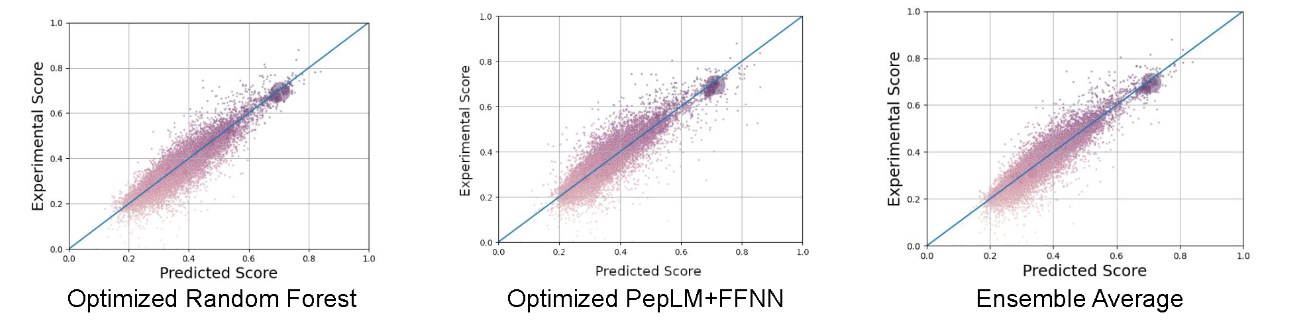 1.0
0.8
0.6
0.4
0.2
0.0
Experimental Score
0.0 0.2 0.4 0.6 0.8 1.0
Predicted Score
Optimized Random Forest
1.0
0.8
0.6
0.4
0.2
0.0
Experimental Score
0.0 0.2 0.4 0.6 0.8 1.0
Predicted Score
Optimized PepLM+FFNN
1.0
0.8
0.6
0.4
0.2
0.0
Experimental Score
0.0 0.2 0.4 0.6 0.8 1.0
Predicted Score
Ensemble Average